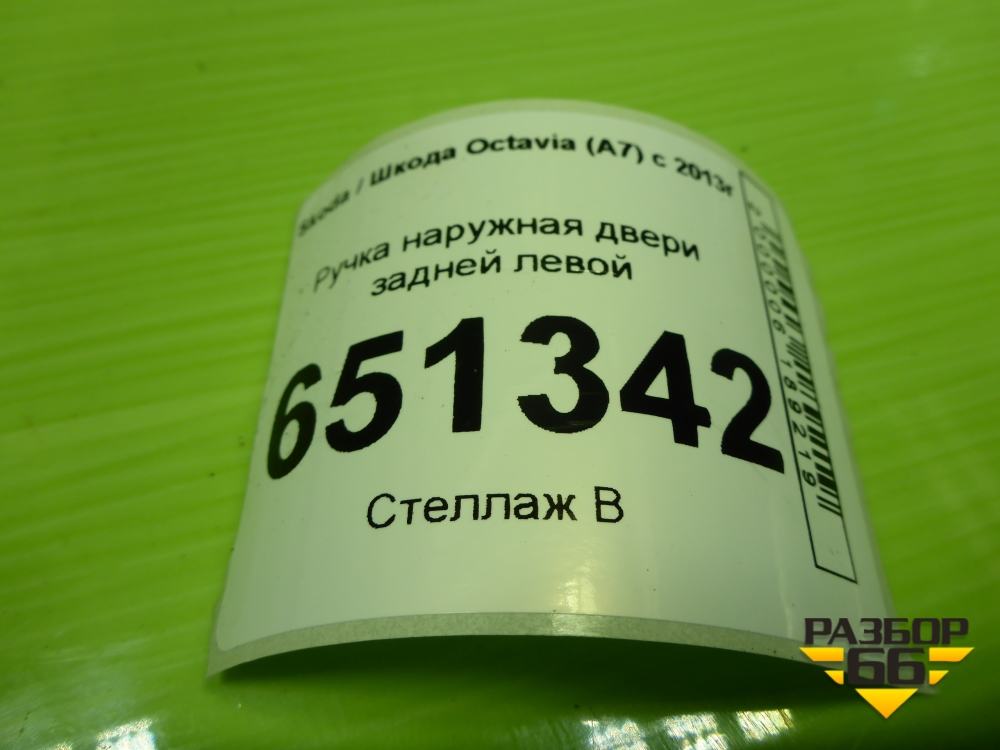 Skoda / Шкода Octavia (A7) с 2013г
Ручка наружная двери
задней левой
651342
Стеллаж В
РАЗБОР
66